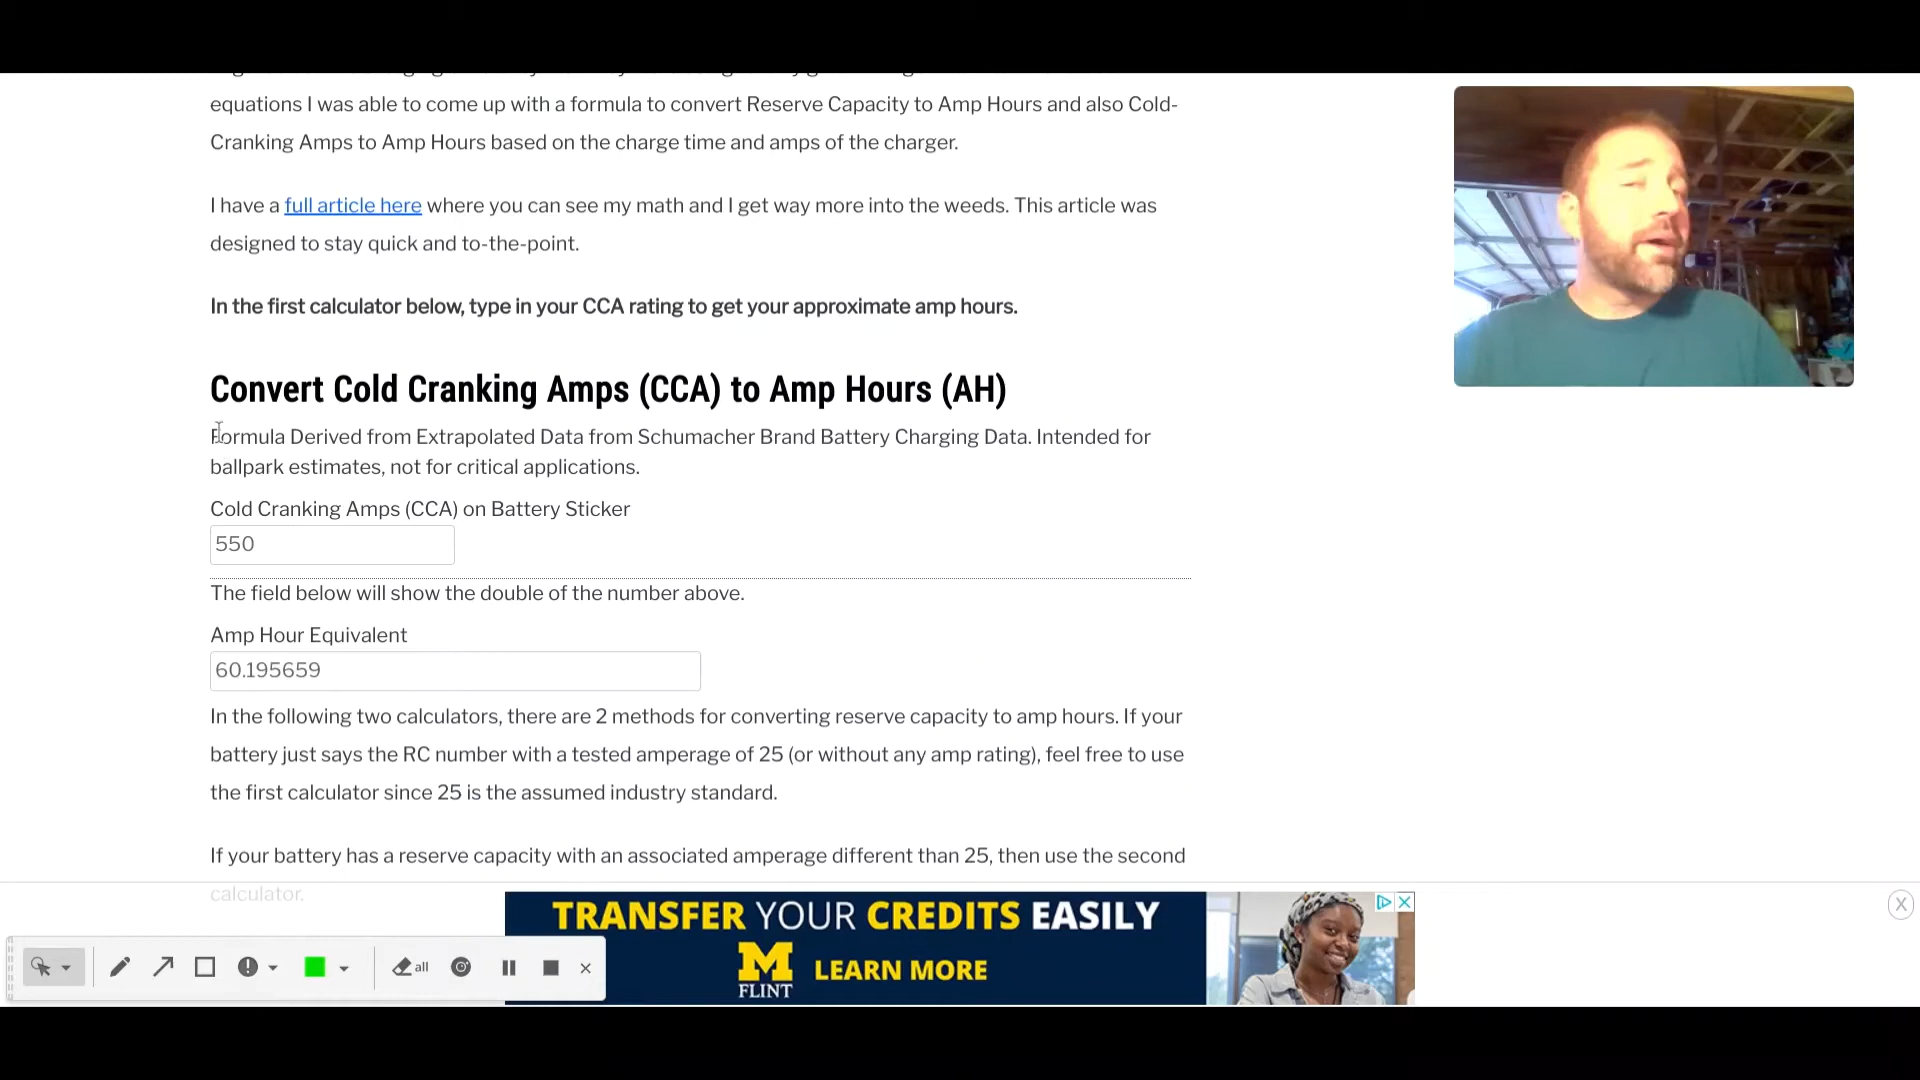 equations I was able to come up with a formula to convert Reserve Capacity to Amp Hours and also Cold-
Cranking Amps to Amp Hours based on the charge time and amps of the charger.
I have a full article here where you can see my math and I get way more into the weeds. This article was
designed to stay quick and to-the-point.
In the first calculator below, type in your CCA rating to get your approximate amp hours.
Convert Cold Cranking Amps (CCA) to Amp Hours (AH)
Formula Derived from Extrapolated Data from Schumacher Brand Battery Charging Data. Intended for
ballpark estimates, not for critical applications.
Cold Cranking Amps (CCA) on Battery Sticker
550
The field below will show the double of the number above.
Amp Hour Equivalent
60.195659
In the following two calculators, there are 2 methods for converting reserve capacity to amp hours. If your
battery just says the RC number with a tested amperage of 25 (or without any amp rating), feel free to use
the first calculator since 25 is the assumed industry standard.
If your battery has a reserve capacity with an associated amperage different than 25, then use the second
calculator.
TRANSFER YOUR CREDITS EASILY
M
FLINT
LEARN MORE
all
X